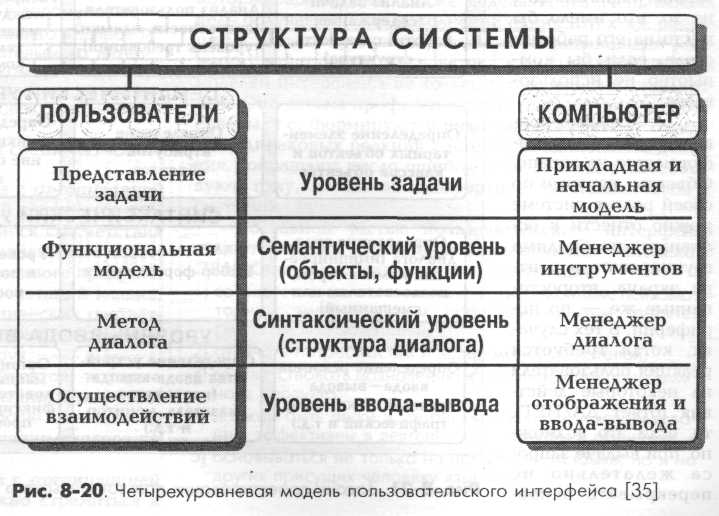 СТРУКТУРА СИСТЕМЫ
ПОЛЬЗОВАТЕЛИ
КОМПЬЮТЕР
Представление
задачи
Уровень задачи
Прикладная и
начальная
модель
Функциональная
модель
Семантический уровень
(объекты, функции)
Менеджер
инструментов
Метод
диалога
Синтаксический уровень
(структура диалога)
Менеджер
диалога
Осуществление
взаимодействий
Уровень ввода-вывода
Менеджер
отображения и
ввода-вывода
Рис. 8-20. Четырехуровневая модель пользовательского интерфейса [35]